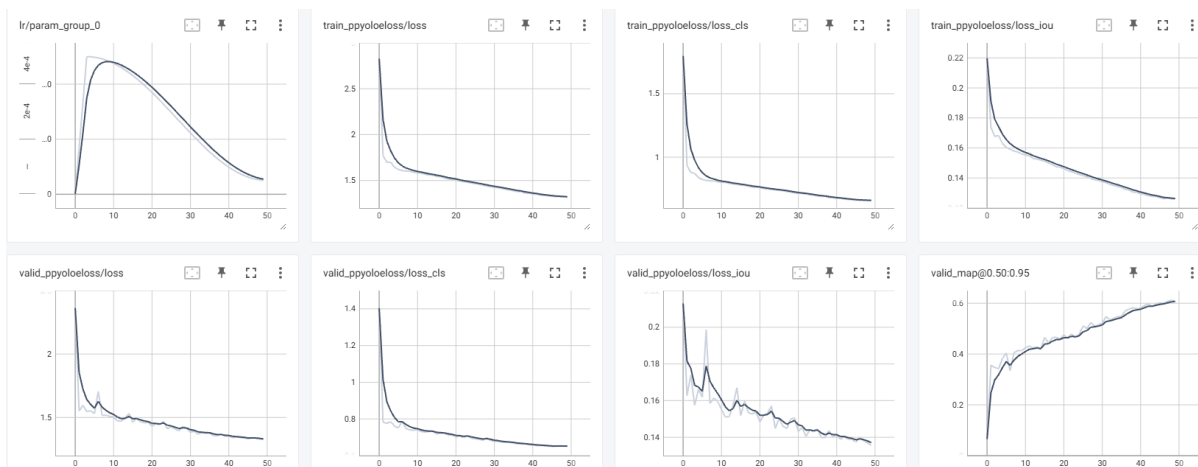 lr/param_group_0
4e-4
...0
2e-4
...0
0
0 10 20 30 40 50
train_ppyoloeloss/loss
2.5
2
1.5
0 10 20 30 40 50
train_ppyoloeloss/loss_cls
1.5
1
0 10 20 30 40 50
train_ppyoloeloss/loss_iou
0.22
0.2
0.18
0.16
0.14
0 10 20 30 40 50
valid_ppyoloeloss/loss
2
1.5
0 10 20 30 40 50
valid_ppyoloeloss/loss_cls
1.4
1.2
1
0.8
0 10 20 30 40 50
valid_ppyoloeloss/loss_iou
0.2
0.18
0.16
0.14
0 10 20 30 40 50
valid_map@0.50:0.95
0.6
0.4
0.2
0 10 20 30 40 50